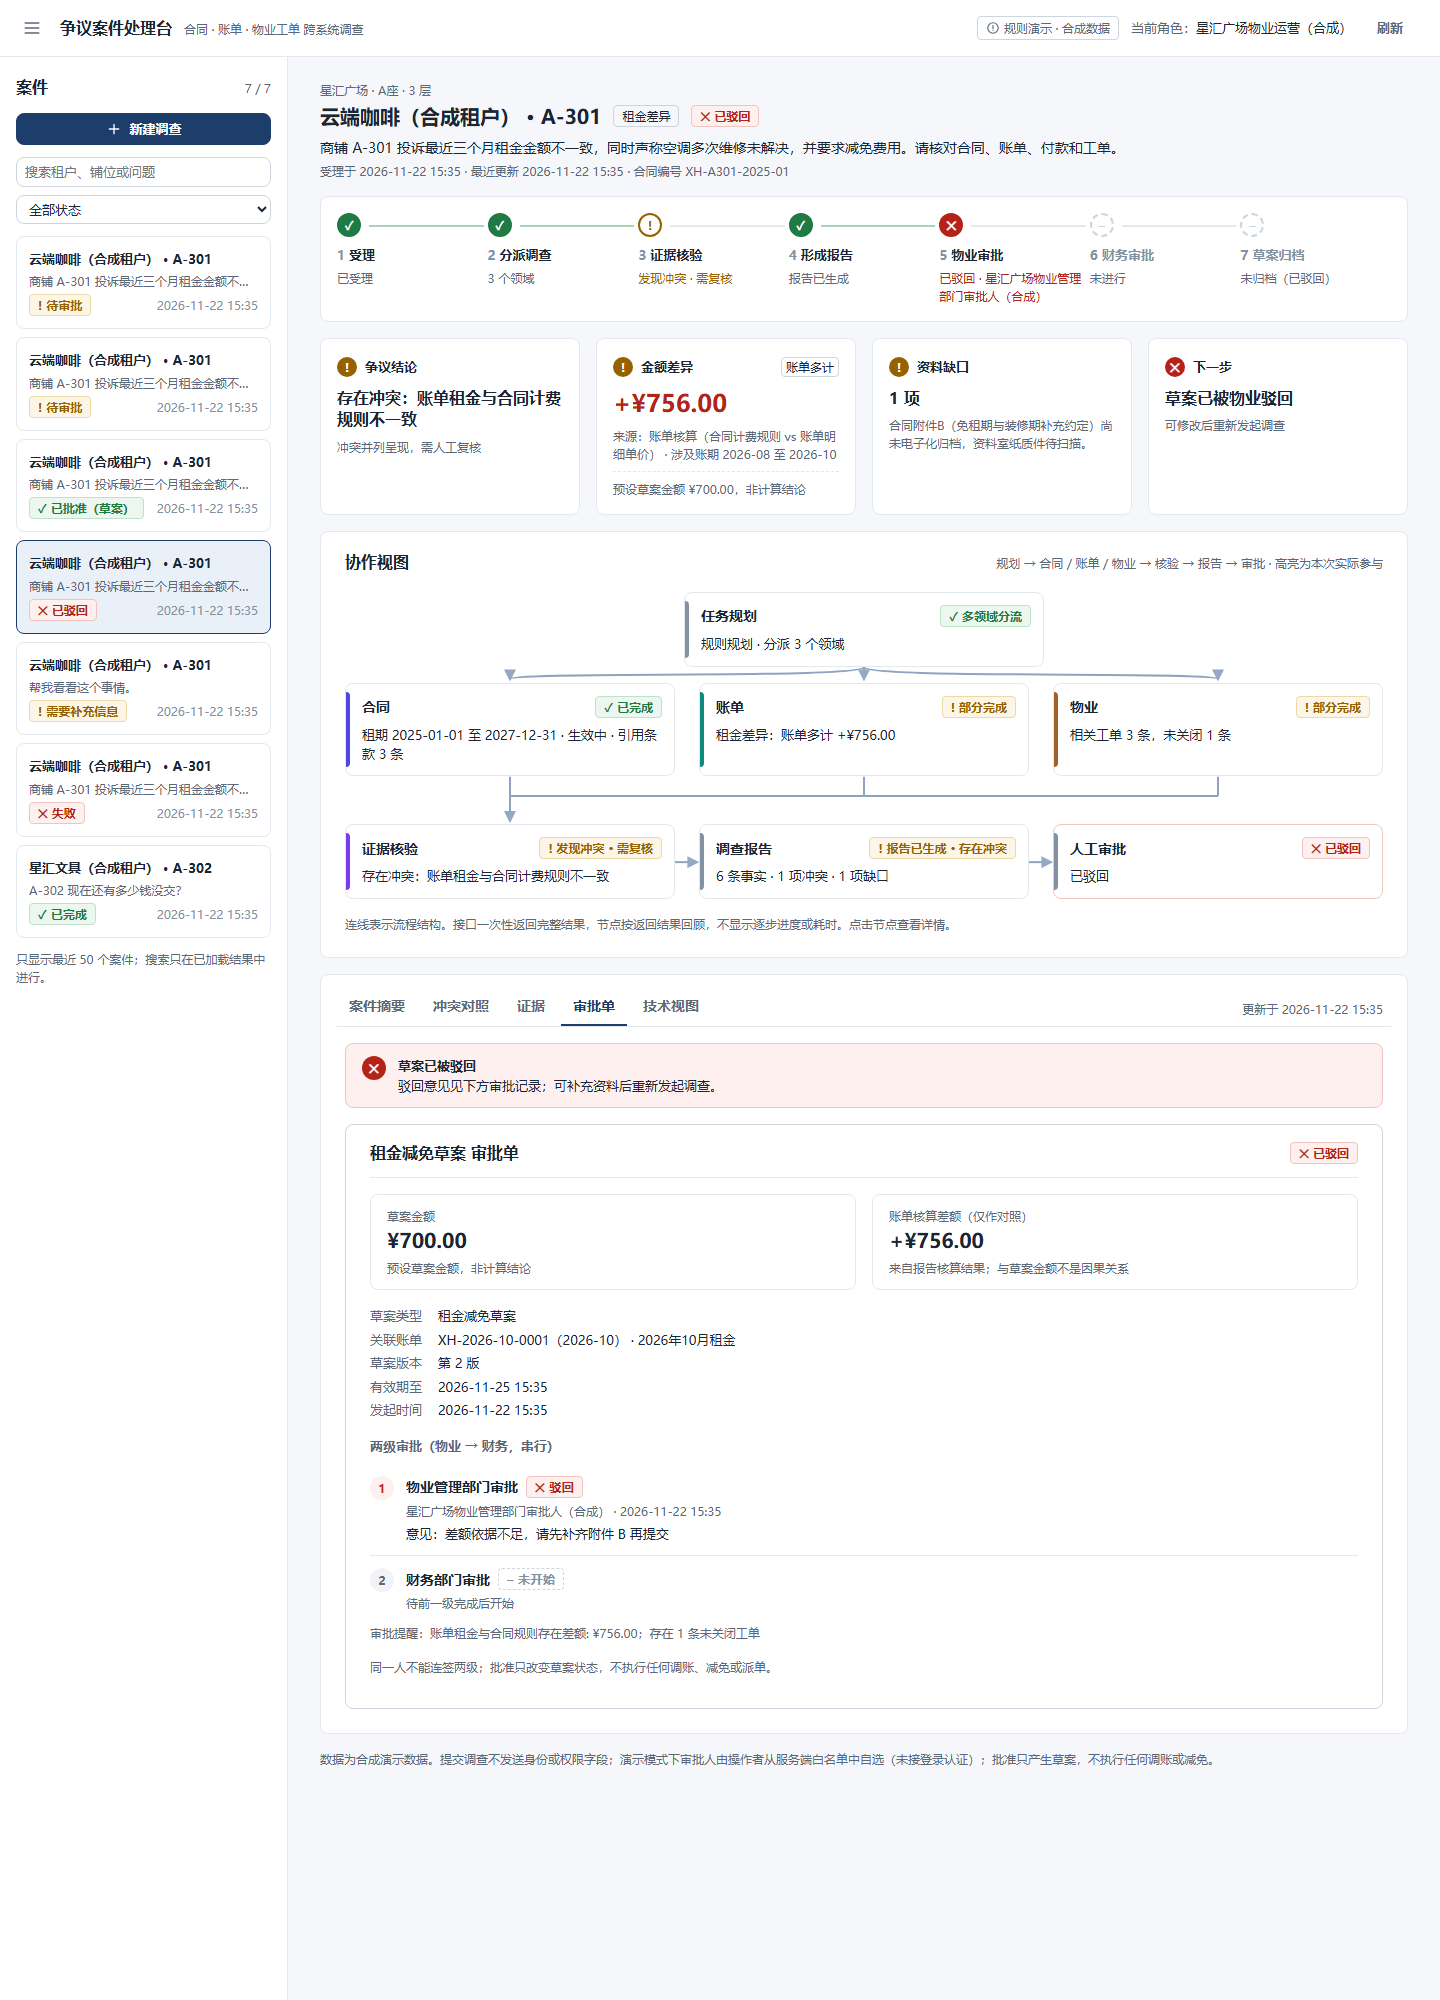 争议案件处理台 合同 · 账单 · 物业工单 跨系统调查
规则演示 · 合成数据 当前角色：星汇广场物业运营（合成） 刷新
案件 7 / 7
新建调查
搜索租户、铺位或问题
全部状态
云端咖啡（合成租户） • A-301
商铺 A-301 投诉最近三个月租金金额不...
! 待审批 2026-11-22 15:35
云端咖啡（合成租户） • A-301
商铺 A-301 投诉最近三个月租金金额不...
! 待审批 2026-11-22 15:35
云端咖啡（合成租户） • A-301
商铺 A-301 投诉最近三个月租金金额不...
✓ 已批准（草案） 2026-11-22 15:35
云端咖啡（合成租户） • A-301
商铺 A-301 投诉最近三个月租金金额不...
✕ 已驳回 2026-11-22 15:35
云端咖啡（合成租户） • A-301
帮我看看这个事情。
! 需要补充信息 2026-11-22 15:35
云端咖啡（合成租户） • A-301
商铺 A-301 投诉最近三个月租金金额不...
✕ 失败 2026-11-22 15:35
星汇文具（合成租户） • A-302
A-302 现在还有多少钱没交？
✓ 已完成 2026-11-22 15:35
只显示最近 50 个案件；搜索只在已加载结果中
进行。
星汇广场 · A座 · 3 层
云端咖啡（合成租户） • A-301 租金差异 ✕ 已驳回
商铺 A-301 投诉最近三个月租金金额不一致，同时声称空调多次维修未解决，并要求减免费用。请核对合同、账单、付款和工单。
受理于 2026-11-22 15:35 · 最近更新 2026-11-22 15:35 · 合同编号 XH-A301-2025-01
1 受理
已受理
2 分派调查
3 个领域
3 证据核验
发现冲突 · 需复核
4 形成报告
报告已生成
5 物业审批
已驳回 · 星汇广场物业管理
部门审批人（合成）
6 财务审批
未进行
7 草案归档
未归档（已驳回）
! 争议结论
存在冲突：账单租金与合同计费
规则不一致
冲突并列呈现，需人工复核
! 金额差异 账单多计
+¥756.00
来源：账单核算（合同计费规则 vs 账单明
细单价） · 涉及账期 2026-08 至 2026-10
预设草案金额 ¥700.00，非计算结论
! 资料缺口
1 项
合同附件B（免租期与装修期补充约定）尚
未电子化归档，资料室纸质件待扫描。
✕ 下一步
草案已被物业驳回
可修改后重新发起调查
协作视图 规划 → 合同 / 账单 / 物业 → 核验 → 报告 → 审批 · 高亮为本次实际参与
任务规划 ✓ 多领域分流
规则规划 · 分派 3 个领域
合同 ✓ 已完成
租期 2025-01-01 至 2027-12-31 · 生效中 · 引用条
款 3 条
账单 ! 部分完成
租金差异：账单多计 +¥756.00
物业 ! 部分完成
相关工单 3 条，未关闭 1 条
证据核验 ! 发现冲突 • 需复核
存在冲突：账单租金与合同计费规则不一致
调查报告 ! 报告已生成 • 存在冲突
6 条事实 · 1 项冲突 · 1 项缺口
人工审批 ✕ 已驳回
已驳回
连线表示流程结构。接口一次性返回完整结果，节点按返回结果回顾，不显示逐步进度或耗时。点击节点查看详情。
案件摘要 冲突对照 证据 审批单 技术视图 更新于 2026-11-22 15:35
草案已被驳回
驳回意见见下方审批记录；可补充资料后重新发起调查。
租金减免草案 审批单 ✕ 已驳回
草案金额
¥700.00
预设草案金额，非计算结论
账单核算差额（仅作对照）
+¥756.00
来自报告核算结果；与草案金额不是因果关系
草案类型 租金减免草案
关联账单 XH-2026-10-0001（2026-10） · 2026年10月租金
草案版本 第 2 版
有效期至 2026-11-25 15:35
发起时间 2026-11-22 15:35
两级审批（物业 → 财务，串行）
1 物业管理部门审批 ✕ 驳回
星汇广场物业管理部门审批人（合成） · 2026-11-22 15:35
意见：差额依据不足，请先补齐附件 B 再提交
2 财务部门审批 – 未开始
待前一级完成后开始
审批提醒：账单租金与合同规则存在差额: ¥756.00；存在 1 条未关闭工单
同一人不能连签两级；批准只改变草案状态，不执行任何调账、减免或派单。
数据为合成演示数据。提交调查不发送身份或权限字段；演示模式下审批人由操作者从服务端白名单中自选（未接登录认证）；批准只产生草案，不执行任何调账或减免。